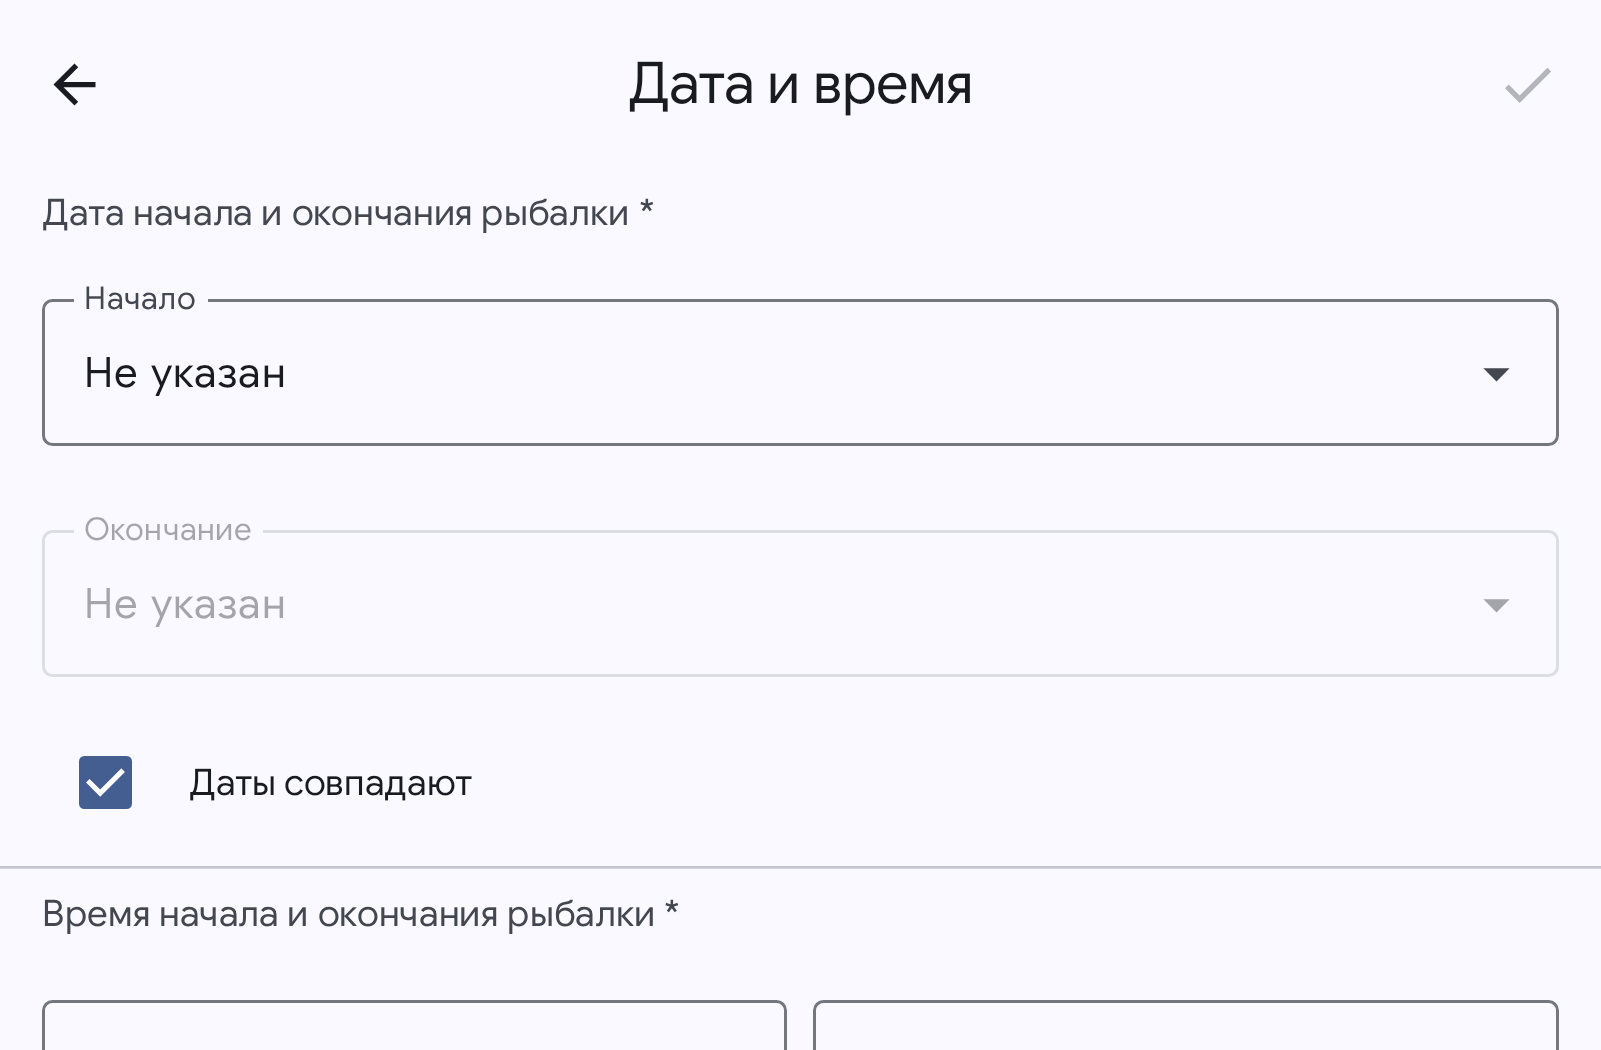 Дата и время
Дата начала и окончания рыбалки *
Начало
Не указан
Окончание
Не указан
Даты совпадают
Время начала и окончания рыбалки *